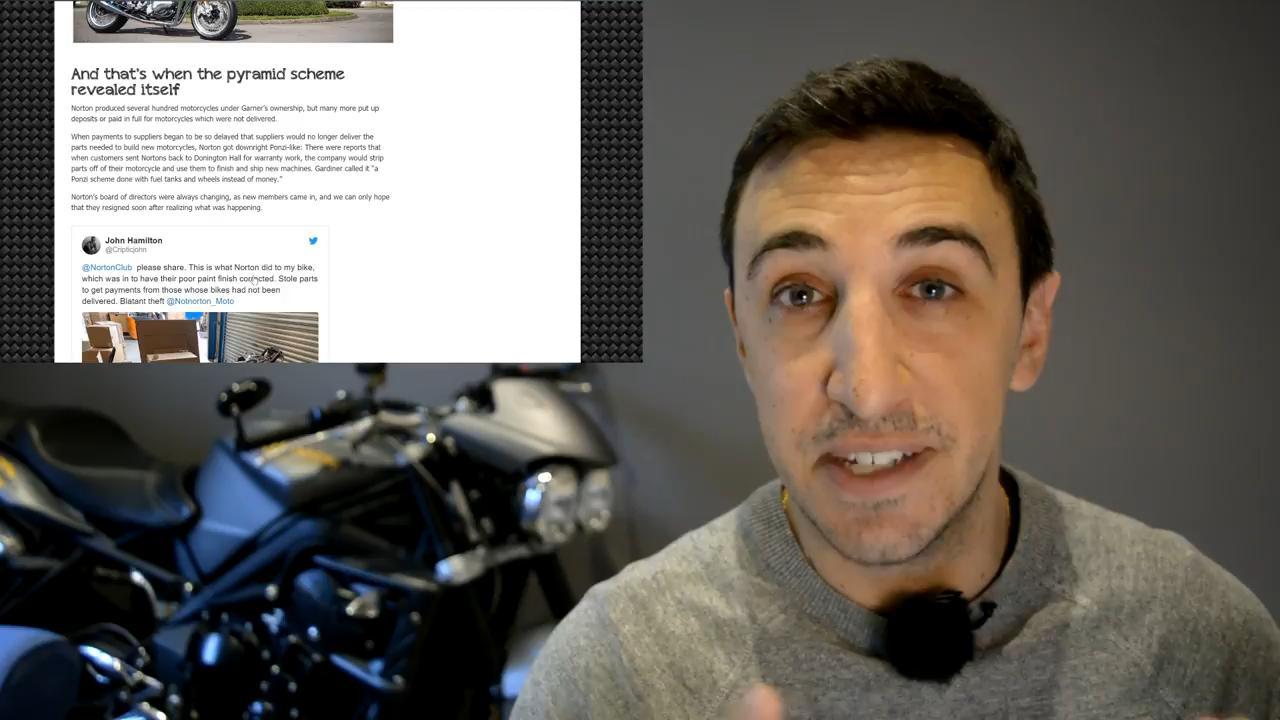 And that's when the pyramid scheme
revealed itself
Norton produced several hundred motorcycles under Garner's ownership, but many more put up
deposits or paid in full for motorcycles which were not delivered.
When payments to suppliers began to be so delayed that suppliers would no longer deliver the
parts needed to build new motorcycles, Norton got downright Ponzi-like: There were reports that
when customers sent Nortons back to Donington Hall for warranty work, the company would strip
parts off of their motorcycle and use them to finish and ship new machines. Gardiner called it "a
Ponzi scheme done with fuel tanks and wheels instead of money."
Norton's board of directors were always changing, as new members came in, and we can only hope
that they resigned soon after realizing what was happening.
John Hamilton
@Cripticjohn
@NortonClub please share. This is what Norton did to my bike,
which was in to have their poor paint finish corrected. Stole parts
to get payments from those whose bikes had not been
delivered. Blatant theft @Notnorton_Moto